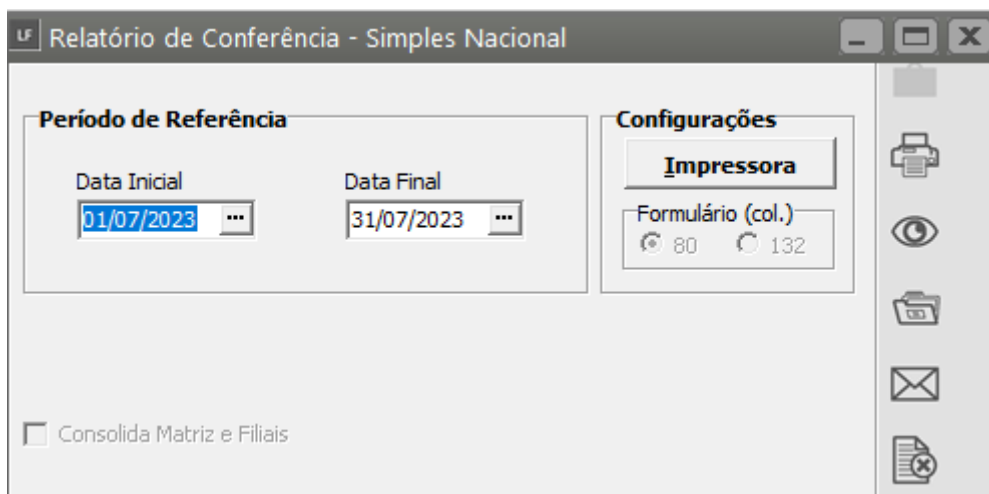 LF Relatório de Conferência - Simples Nacional
Período de Referência
Data Inicial
Data Final
01/07/2023 ...
31/07/2023 ...
Configurações
Impressora
Formulário (col.)
80 132
Consolida Matriz e Filiais